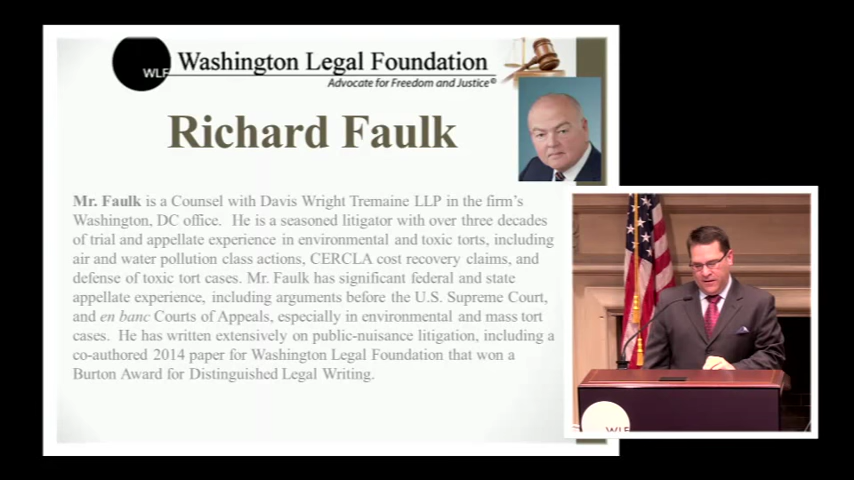 WLF
Washington Legal Foundation
Advocate for Freedom and Justice®
Richard Faulk
Mr. Faulk is a Counsel with Davis Wright Tremaine LLP in the firm's
Washington, DC office. He is a seasoned litigator with over three decades
of trial and appellate experience in environmental and toxic torts, including
air and water pollution class actions, CERCLA cost recovery claims, and
defense of toxic tort cases. Mr. Faulk has significant federal and state
appellate experience, including arguments before the U.S. Supreme Court,
and en banc Courts of Appeals, especially in environmental and mass tort
cases. He has written extensively on public-nuisance litigation, including a
co-authored 2014 paper for Washington Legal Foundation that won a
Burton Award for Distinguished Legal Writing.
WLF